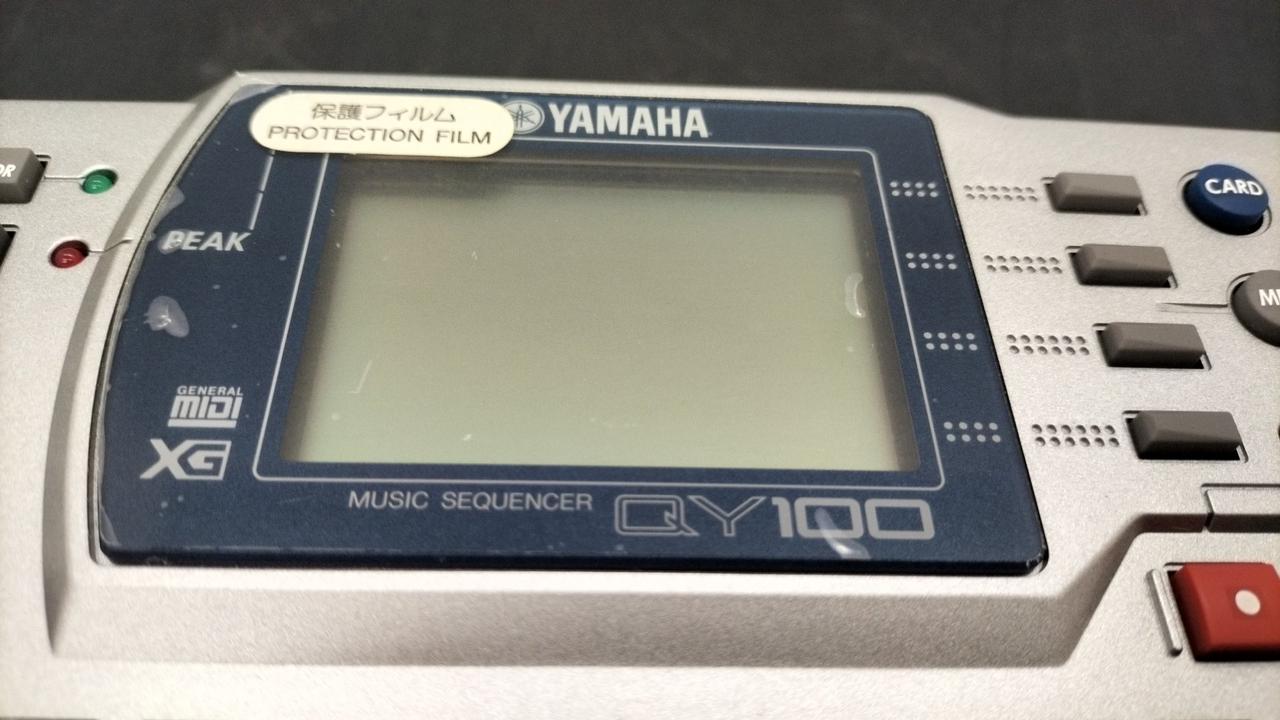 保護フィルム
PROTECTION FILM
YAMAHA
CARD
PEAK
GENERAL
MIDI
XG
MUSIC SEQUENCER QY100